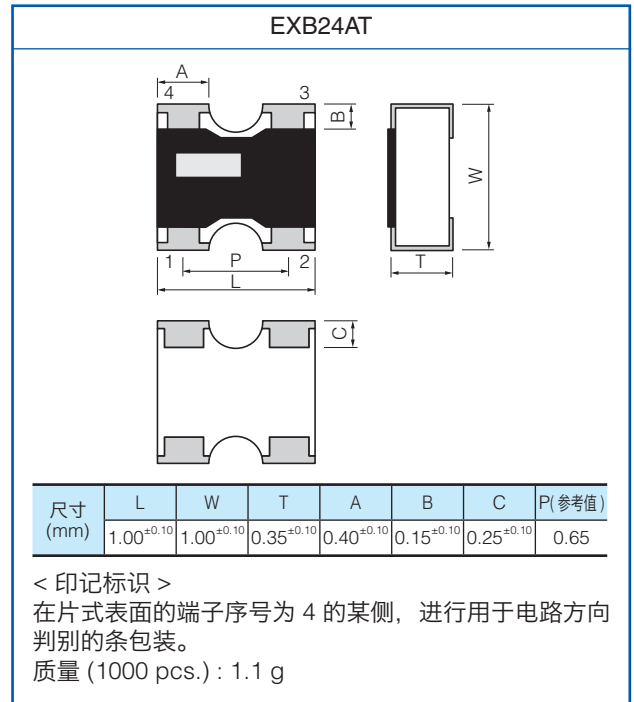 EXB24AT
A
4 3
B
W
1 P 2
L
T
C
尺寸 (mm) L W T A B C P(参考值)
1.00±0.10 1.00±0.10 0.35±0.10 0.40±0.10 0.15±0.10 0.25±0.10 0.65
< 印记标识 >
在片式表面的端子序号为 4 的某侧，进行用于电路方向
判别的条包装。
质量 (1000 pcs.) : 1.1 g